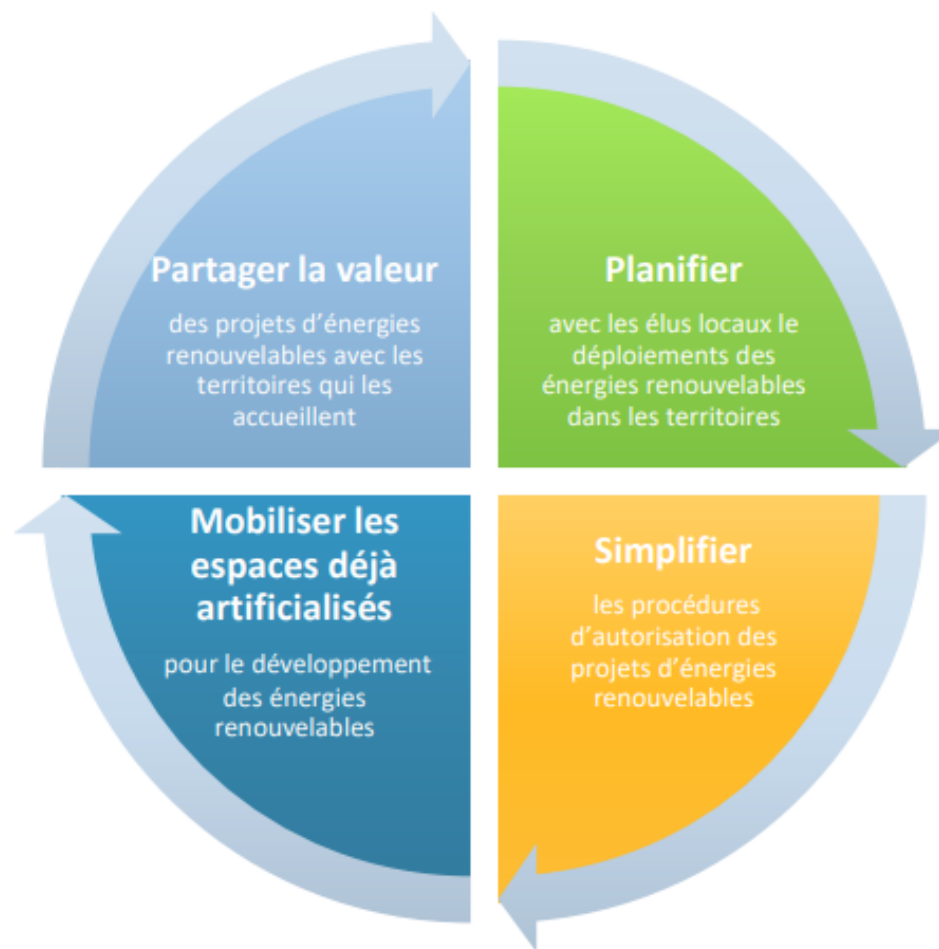 Partager la valeur
des projets d'énergies
renouvelables avec les
territoires qui les
accueillent
Planifier
avec les élus locaux le
déploiements des
énergies renouvelables
dans les territoires
Mobiliser les
espaces déjà
artificialisés
pour le développement
des énergies
renouvelables
Simplifier
les procédures
d'autorisation des
projets d'énergies
renouvelables